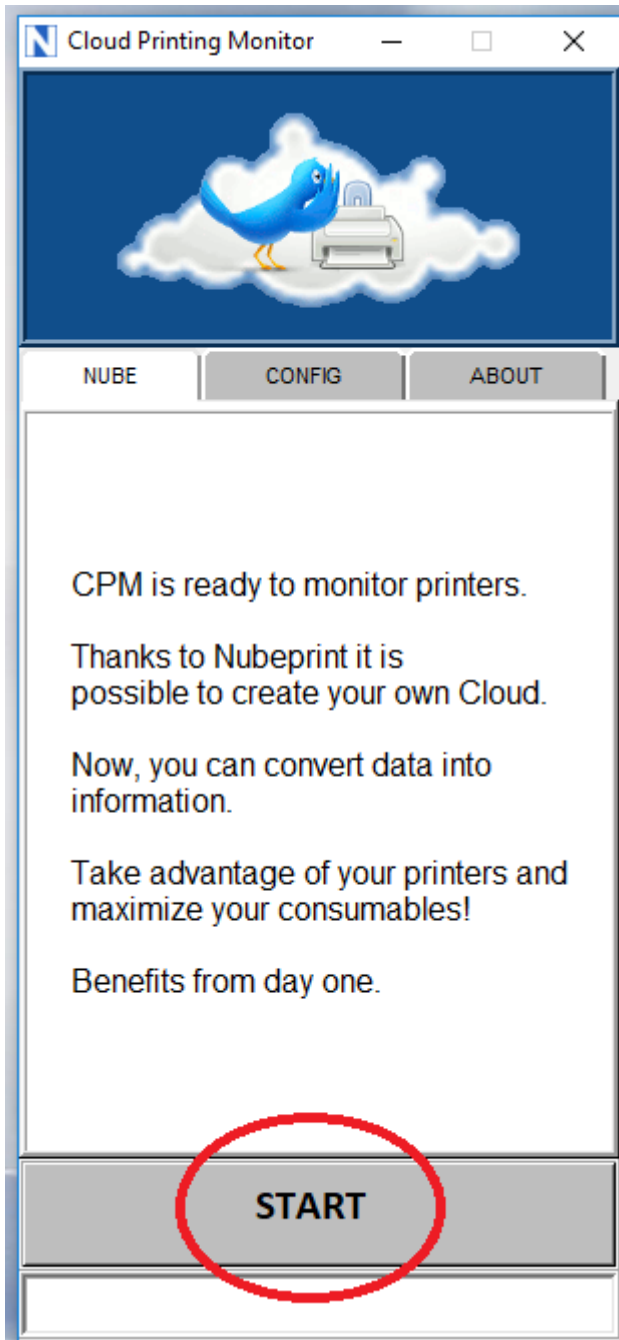 N Cloud Printing Monitor
NUBE CONFIG ABOUT
CPM is ready to monitor printers.
Thanks to Nubeprint it is
possible to create your own Cloud.
Now, you can convert data into
information.
Take advantage of your printers and
maximize your consumables!
Benefits from day one.
START